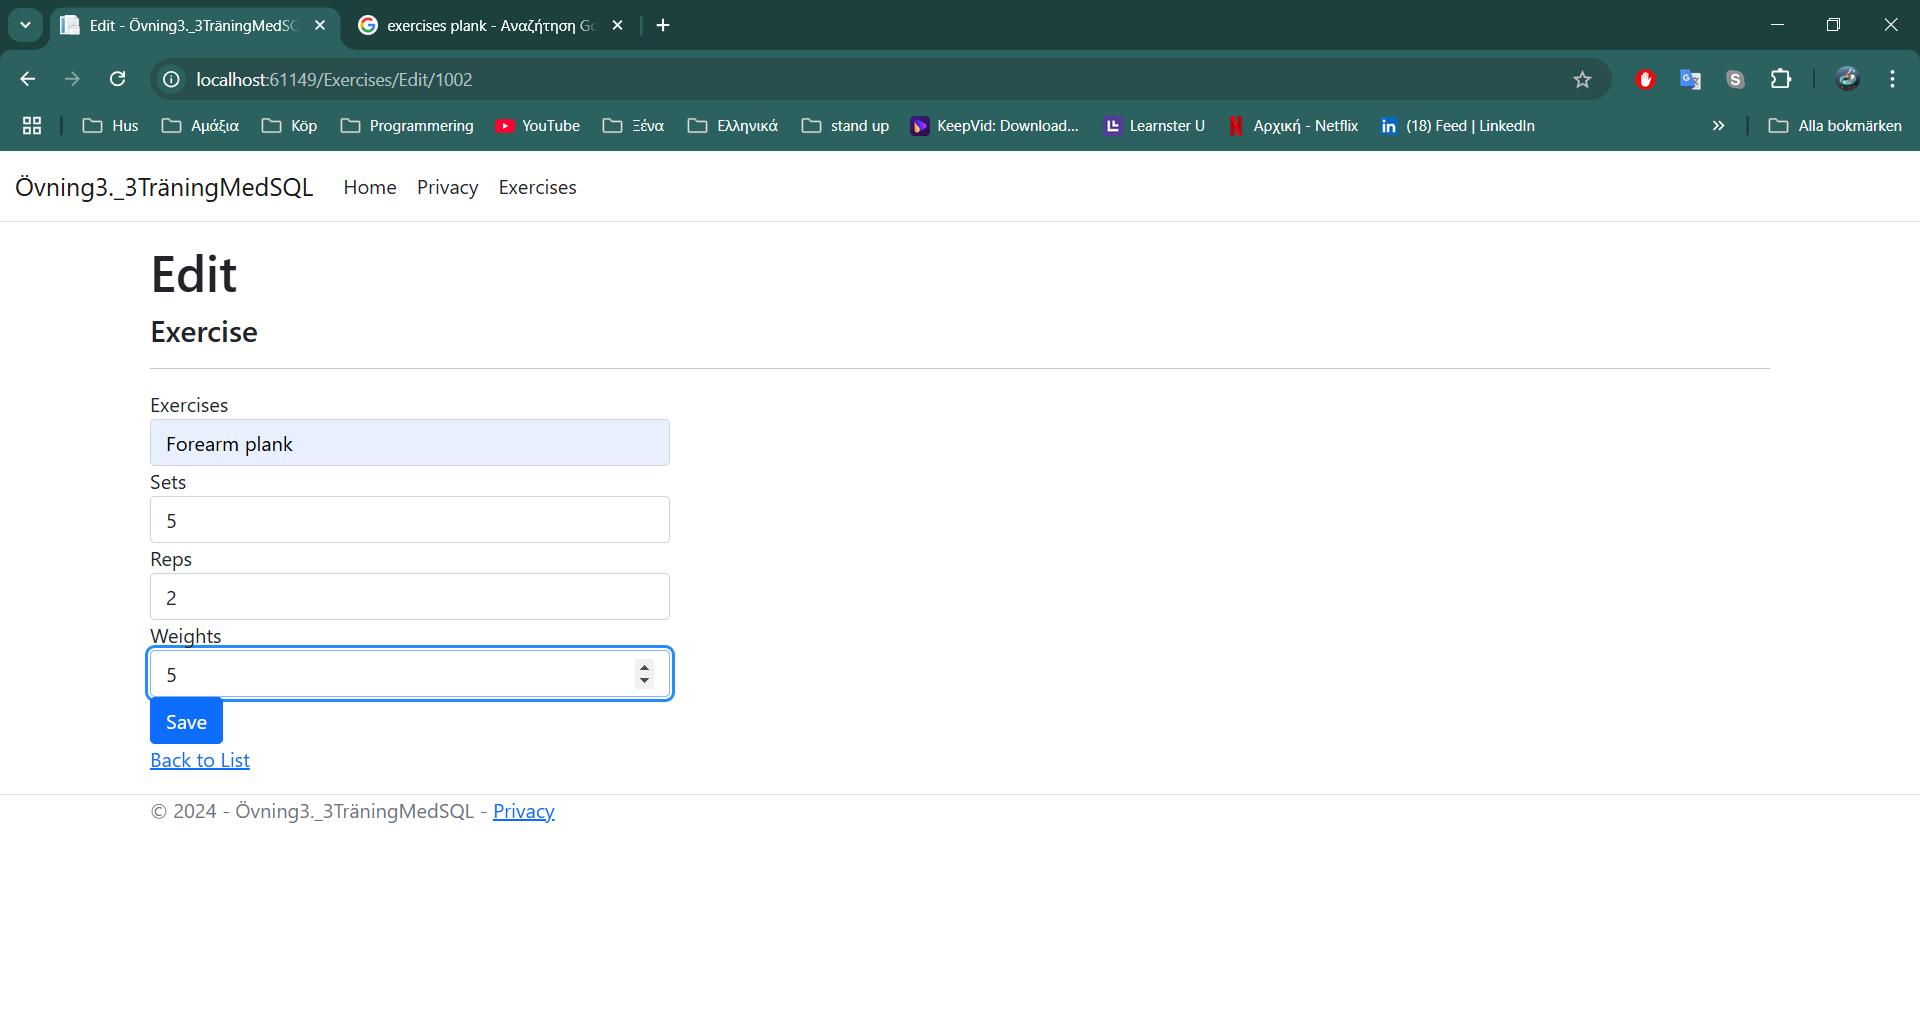 Edit - Övning3._3TräningMedSQ
exercises plank - Αναζήτηση Go
localhost:61149/Exercises/Edit/1002
Hus Αμάξια Köp Programmering YouTube Ξένα Ελληνικά stand up KeepVid: Download... Learnster U Αρχική - Netflix (18) Feed | LinkedIn » Alla bokmärken
Övning3._3TräningMedSQL Home Privacy Exercises
Edit
Exercise
Exercises
Forearm plank
Sets
5
Reps
2
Weights
5
Save
Back to List
© 2024 - Övning3._3TräningMedSQL - Privacy